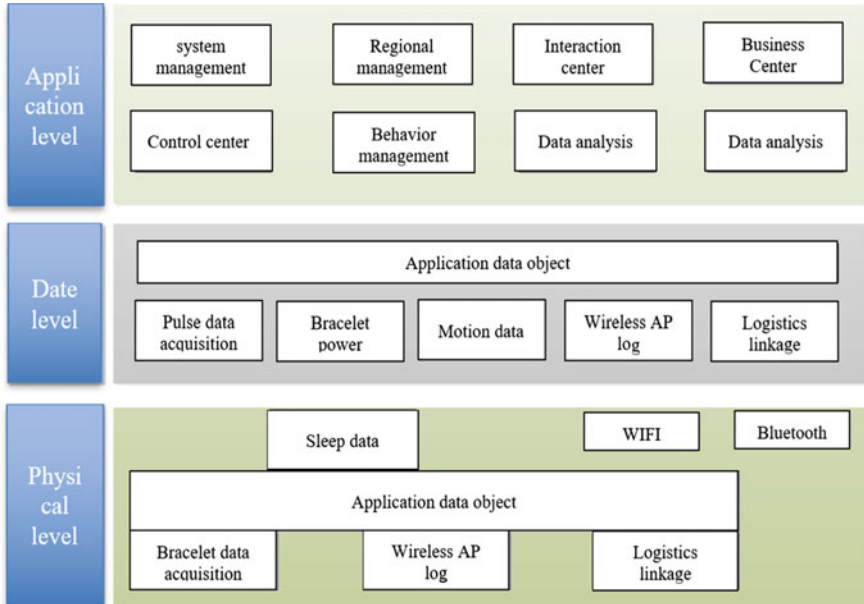 Appli
cation
level
system
management
Regional
management
Interaction
center
Business
Center
Control center
Behavior
management
Data analysis
Data analysis
Date
level
Application data object
Pulse data
acquisition
Bracelet
power
Motion data
Wireless AP
log
Logistics
linkage
Physi
cal
level
Sleep data
WIFI
Bluetooth
Application data object
Bracelet data
acquisition
Wireless AP
log
Logistics
linkage